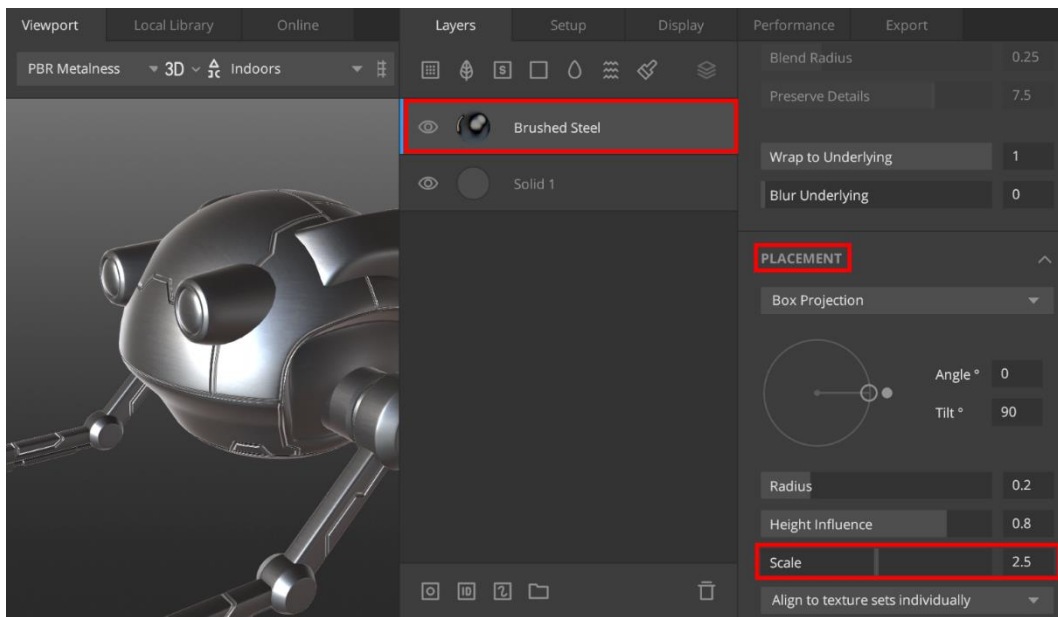 Viewport Local Library Online Layers Setup Display Performance Export
PBR Metalness 3D Indoors
S
Brushed Steel
Solid 1
ID
Blend Radius 0.25
Preserve Details 7.5
Wrap to Underlying 1
Blur Underlying 0
PLACEMENT
Box Projection
Angle ° 0
Tilt ° 90
Radius 0.2
Height Influence 0.8
Scale 2.5
Align to texture sets individually